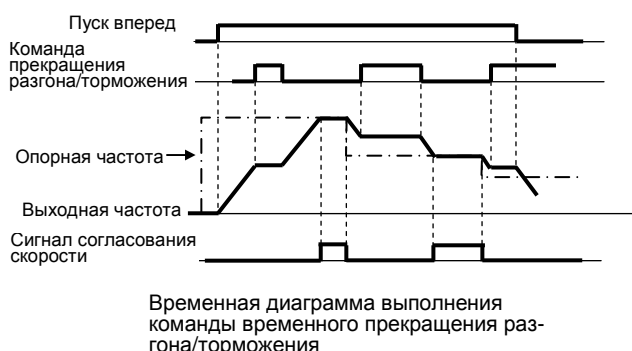 Пуск вперед
Команда
прекращения
разгона/торможения
Опорная частота
Выходная частота
Сигнал согласования
скорости
Временная диаграмма выполнения
команды временного прекращения раз-
гона/торможения